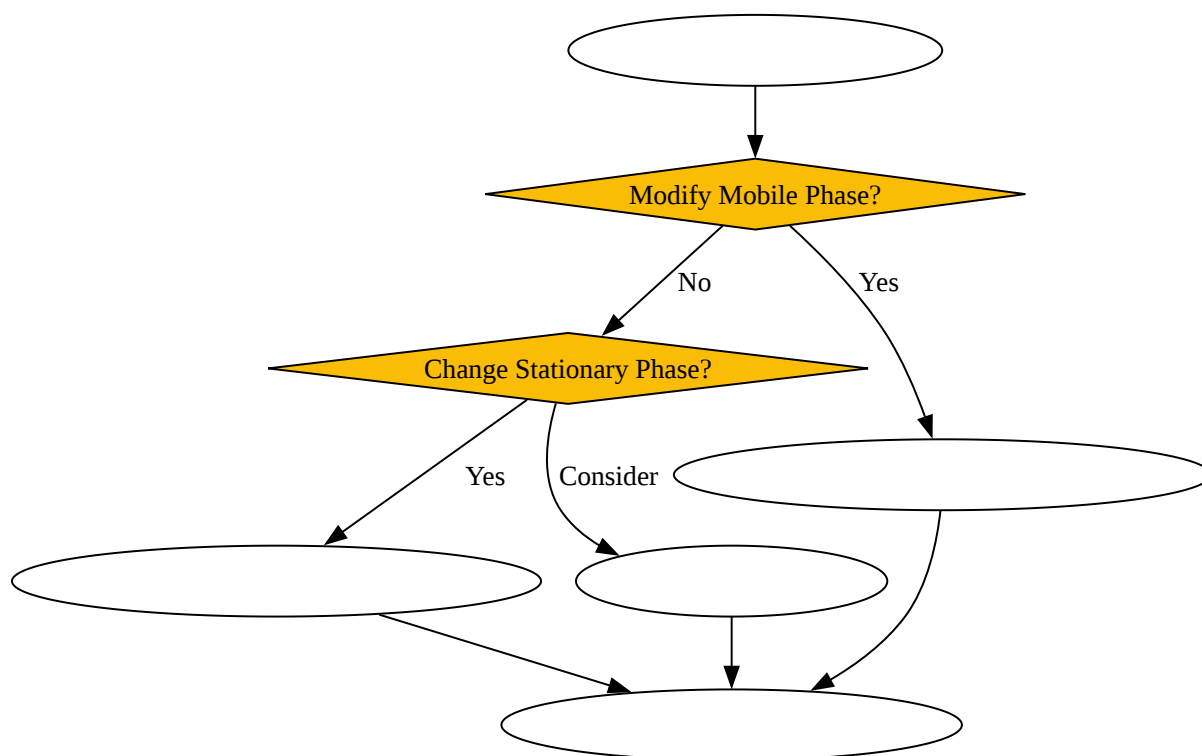 Modify Mobile Phase?
No
Yes
Change Stationary Phase?
Yes
Consider